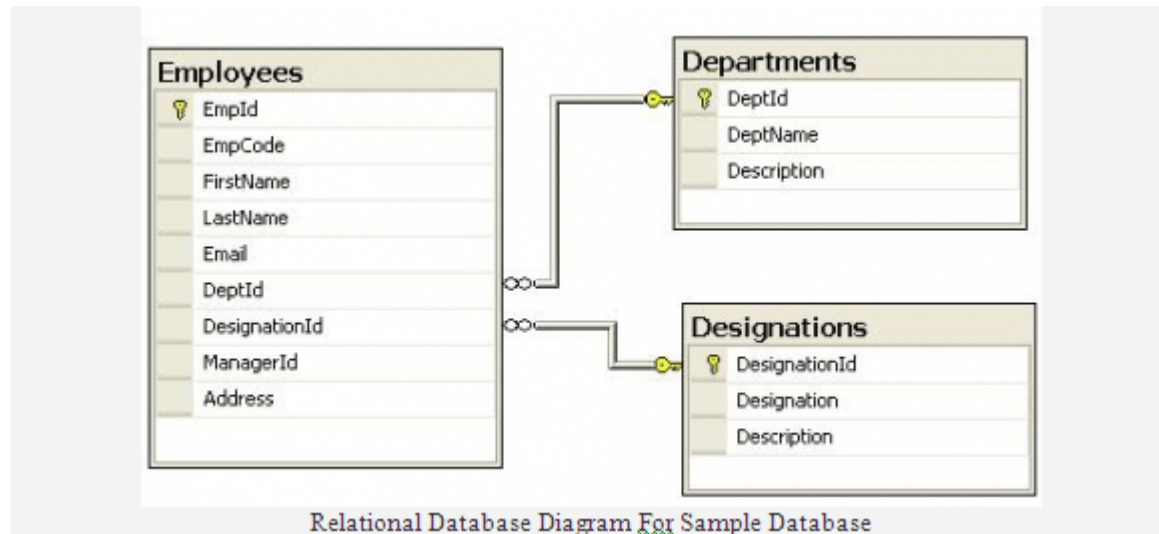 Employees
EmpId
EmpCode
FirstName
LastName
Email
DeptId
DesignationId
ManagerId
Address
Departments
DeptId
DeptName
Description
Designations
DesignationId
Designation
Description
Relational Database Diagram For Sample Database